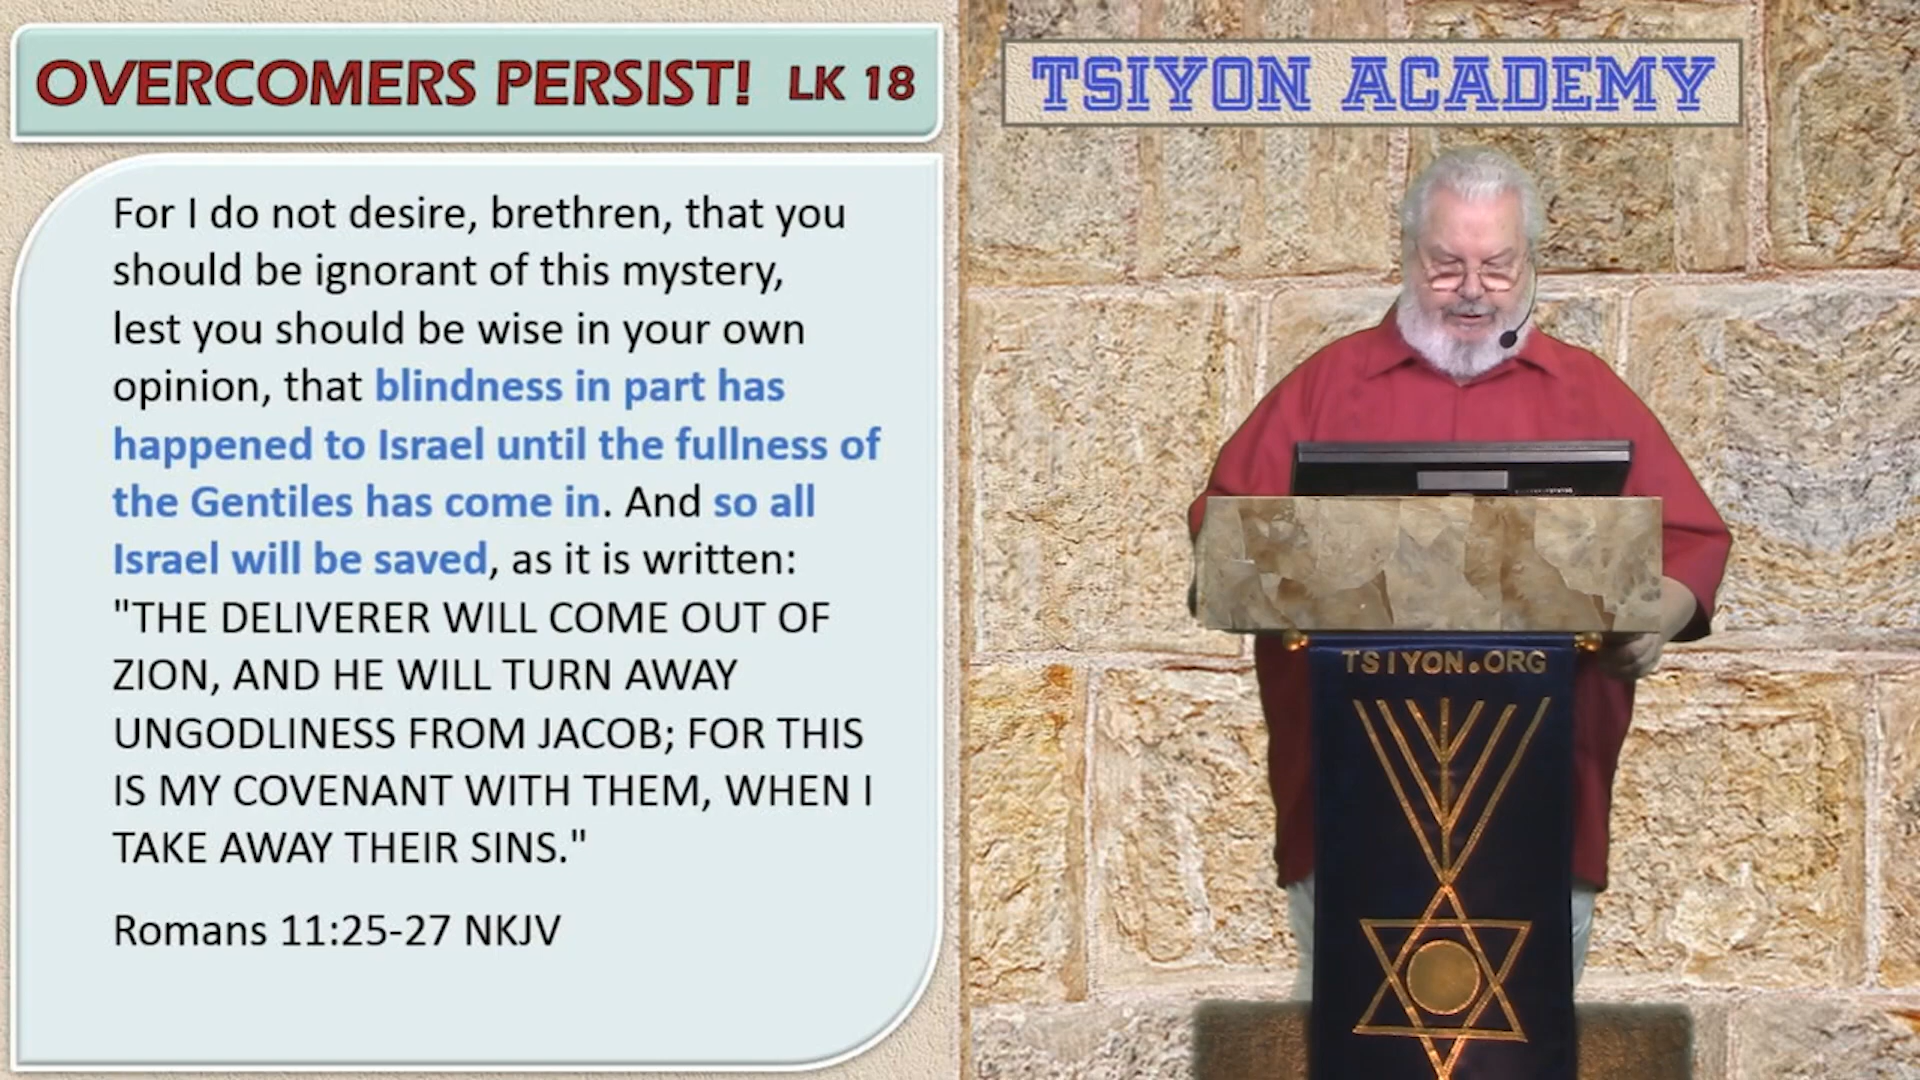 OVERCOMERS PERSIST! LK 18
For I do not desire, brethren, that you
should be ignorant of this mystery,
lest you should be wise in your own
opinion, that blindness in part has
happened to Israel until the fullness of
the Gentiles has come in. And so all
Israel will be saved, as it is written:
"THE DELIVERER WILL COME OUT OF
ZION, AND HE WILL TURN AWAY
UNGODLINESS FROM JACOB; FOR THIS
IS MY COVENANT WITH THEM, WHEN I
TAKE AWAY THEIR SINS."
Romans 11:25-27 NKJV
TSIYON ACADEMY
TSIYON.ORG